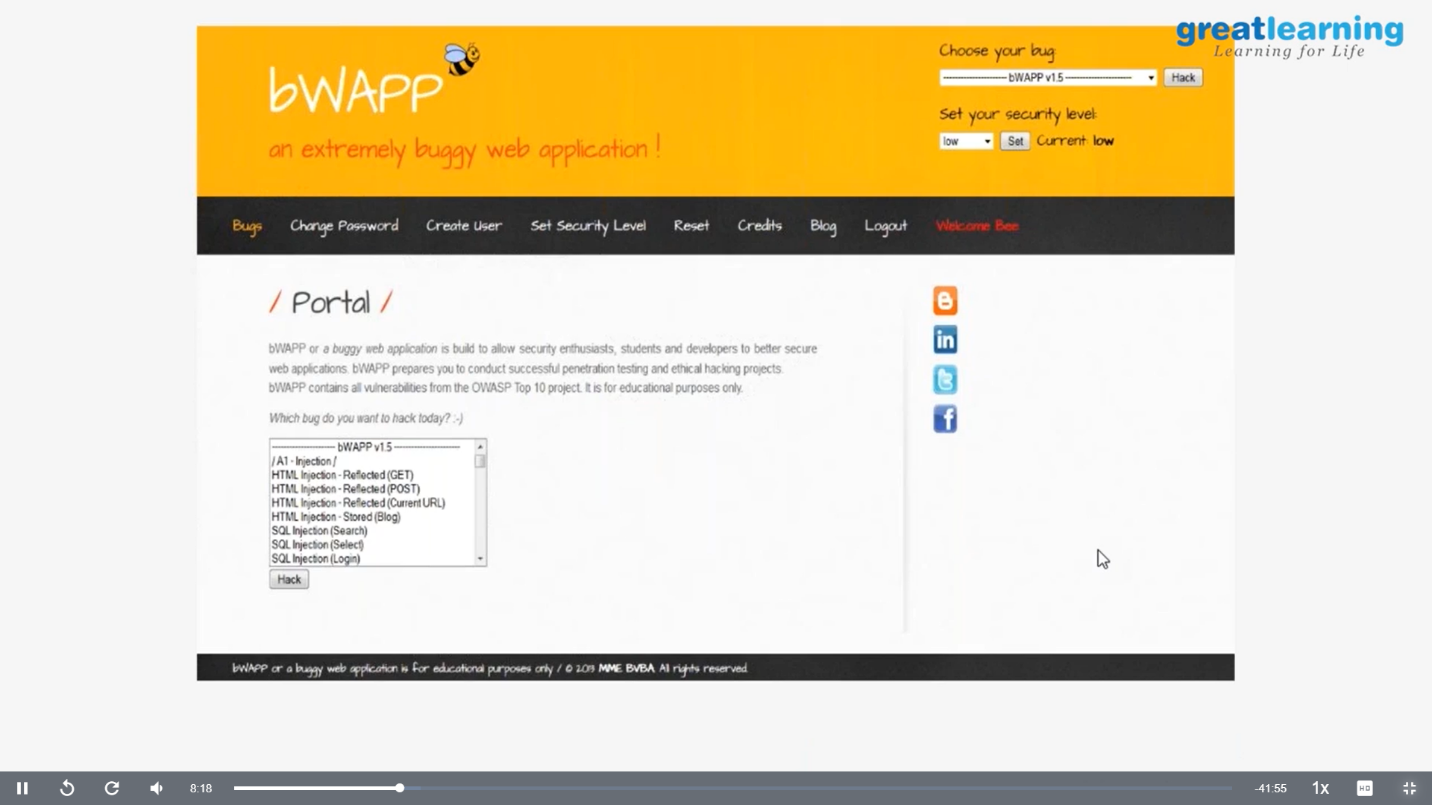 greatlearning
Learning for Life
bWAPP
an extremely buggy web application !
Choose your bug:
---------------------- bWAPP v1.5 ----------------------- Hack
Set your security level:
low Set Current low
Bugs Change Password Create User Set Security Level Reset Credits Blog Logout Welcome Bee
/ Portal /
bWAPP or a buggy web application is build to allow security enthusiasts, students and developers to better secure
web applications. bWAPP prepares you to conduct successful penetration testing and ethical hacking projects.
bWAPP contains all vulnerabilities from the OWASP Top 10 project. It is for educational purposes only.
Which bug do you want to hack today? :-)
---------------------- bWAPP v1.5 -----------------------
/ A1 - Injection /
HTML Injection - Reflected (GET)
HTML Injection - Reflected (POST)
HTML Injection - Reflected (Current URL)
HTML Injection - Stored (Blog)
SQL Injection (Search)
SQL Injection (Select)
SQL Injection (Login)
Hack
in
t
f
bWAPP or a buggy web application is for educational purposes only / © 2013 MME BVBA. All rights reserved.
8:18 -41:55 1x HD